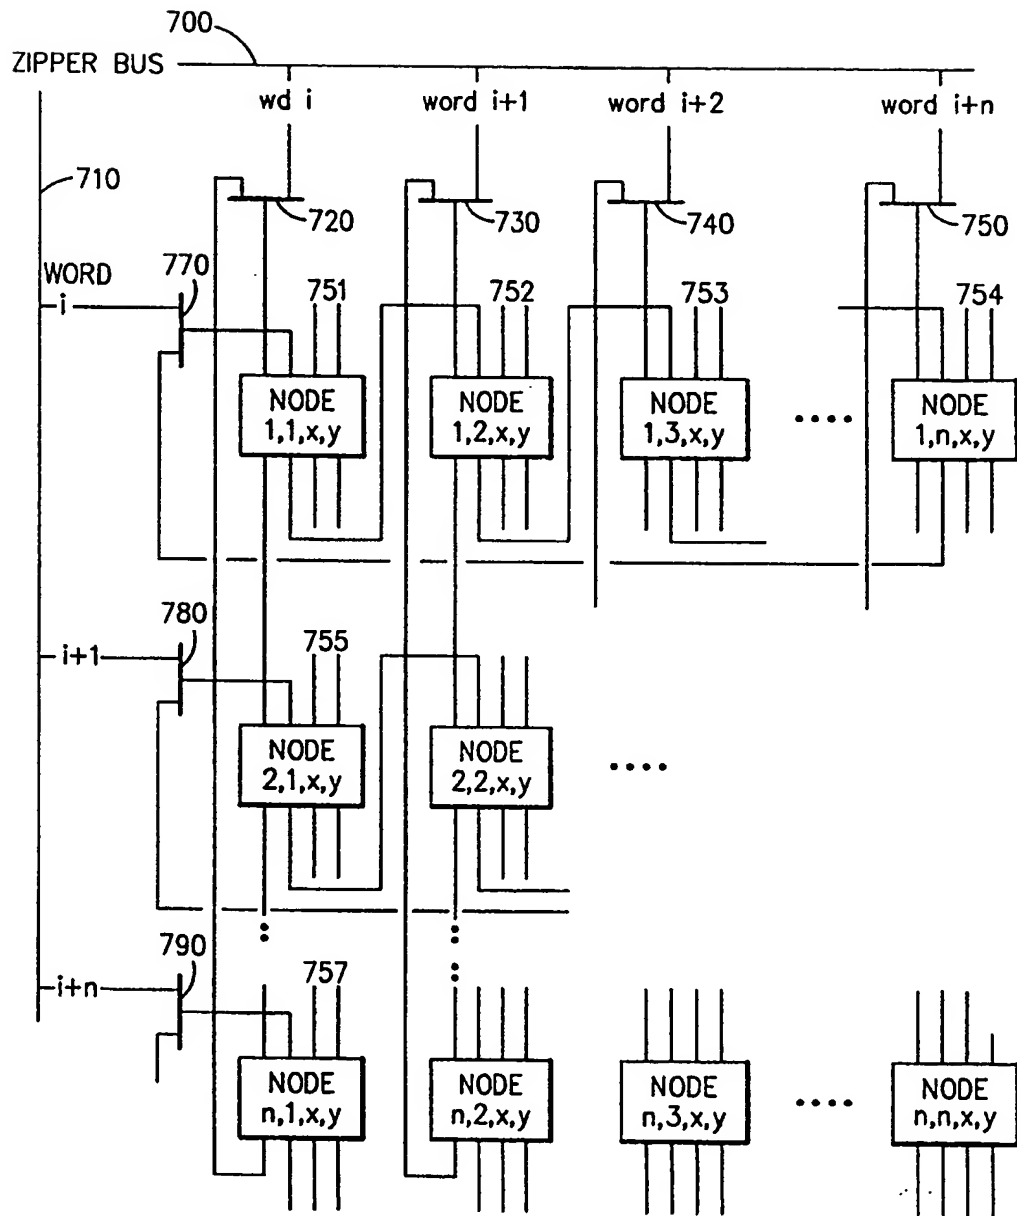 700
ZIPPER BUS
wd i
word i+1
word i+2
word i+n
710
720
730
740
750
WORD
770
i
751
752
753
754
NODE
1,1,x,y
NODE
1,2,x,y
NODE
1,3,x,y
....
NODE
1,n,x,y
780
i+1
755
NODE
2,1,x,y
NODE
2,2,x,y
....
790
i+n
757
NODE
n,1,x,y
NODE
n,2,x,y
NODE
n,3,x,y
....
NODE
n,n,x,y